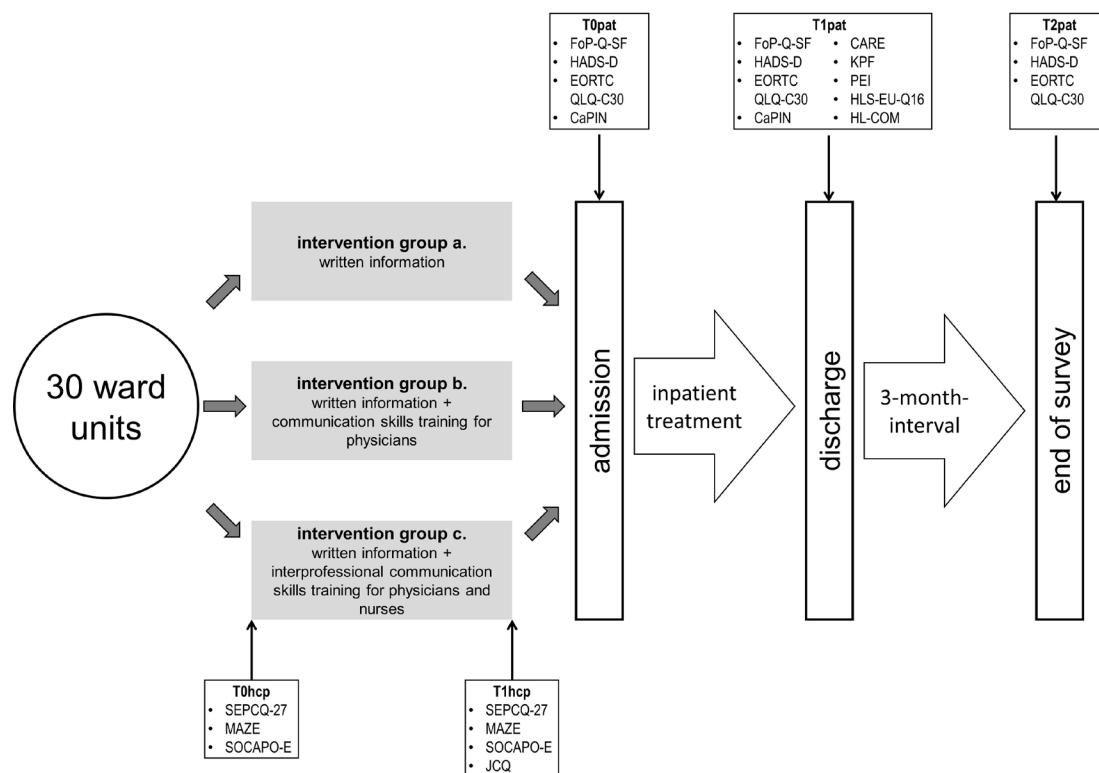 T0pat
• FoP-Q-SF
• HADS-D
• EORTC
QLQ-C30
• CaPIN
T1pat
• FoP-Q-SF
• HADS-D
• EORTC
QLQ-C30
• CaPIN
• CARE
• KPF
• PEI
• HLS-EU-Q16
• HL-COM
T2pat
• FoP-Q-SF
• HADS-D
• EORTC
QLQ-C30
30 ward
units
intervention group a.
written information
intervention group b.
written information +
communication skills training for
physicians
intervention group c.
written information +
interprofessional communication
skills training for physicians and
nurses
admission
inpatient
treatment
discharge
3-month-
interval
end of survey
T0hcp
• SEPCQ-27
• MAZE
• SOCAPO-E
T1hcp
• SEPCQ-27
• MAZE
• SOCAPO-E
• JCQ